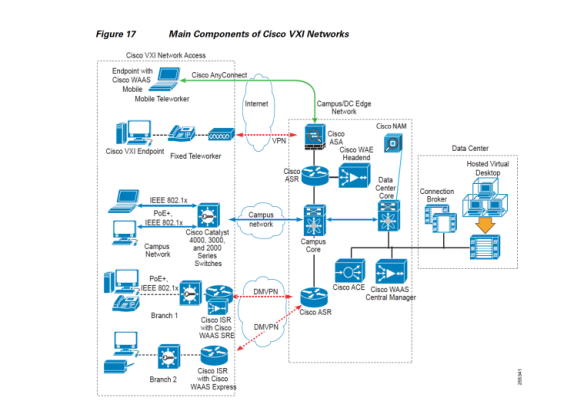 Figure 17 Main Components of Cisco VXI Networks
Cisco VXI Network Access
Endpoint with
Cisco WAAS
Mobile
Mobile Teleworker
Cisco AnyConnect
Internet
Campus/DC Edge
Network
Cisco VXI Endpoint
Fixed Teleworker
VPN
Cisco
ASA
Cisco NAM
Cisco WAE
Headend
Cisco
ASR
Data Center
Hosted Virtual
Desktop
Connection
Broker
Data
Center
Core
IEEE 802.1x
PoE+,
IEEE 802.1x
Campus
Network
Cisco Catalyst
4000, 3000,
and 2000
Series
Switches
Campus
network
Campus
Core
Cisco ACE
Cisco WAAS
Central Manager
PoE+,
IEEE 802.1x
Branch 1
Cisco ISR
with Cisco
WAAS SRE
DMVPN
DMVPN
Cisco ASR
Branch 2
Cisco ISR
with Cisco
WAAS Express